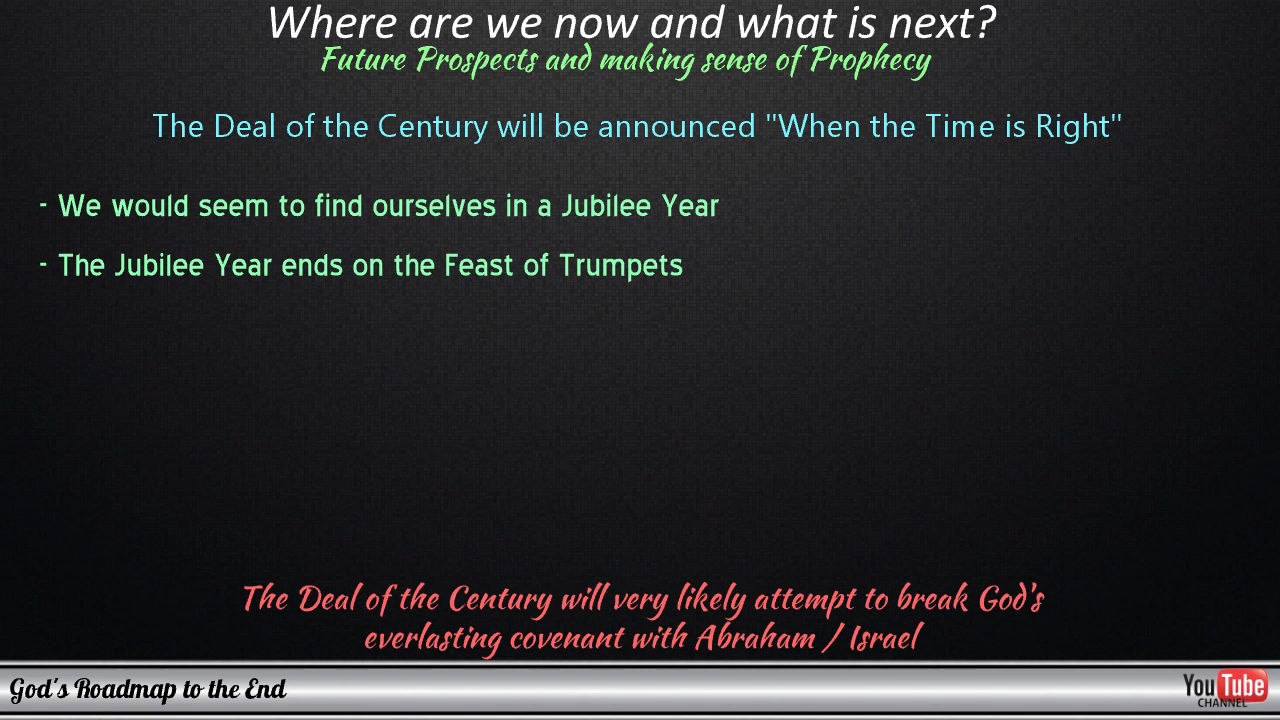 Where are we now and what is next?
Future Prospects and making sense of Prophecy
The Deal of the Century will be announced "When the Time is Right"
- We would seem to find ourselves in a Jubilee Year
- The Jubilee Year ends on the Feast of Trumpets
The Deal of the Century will very likely attempt to break God's
everlasting covenant with Abraham / Israel
God's Roadmap to the End
YouTube
CHANNEL